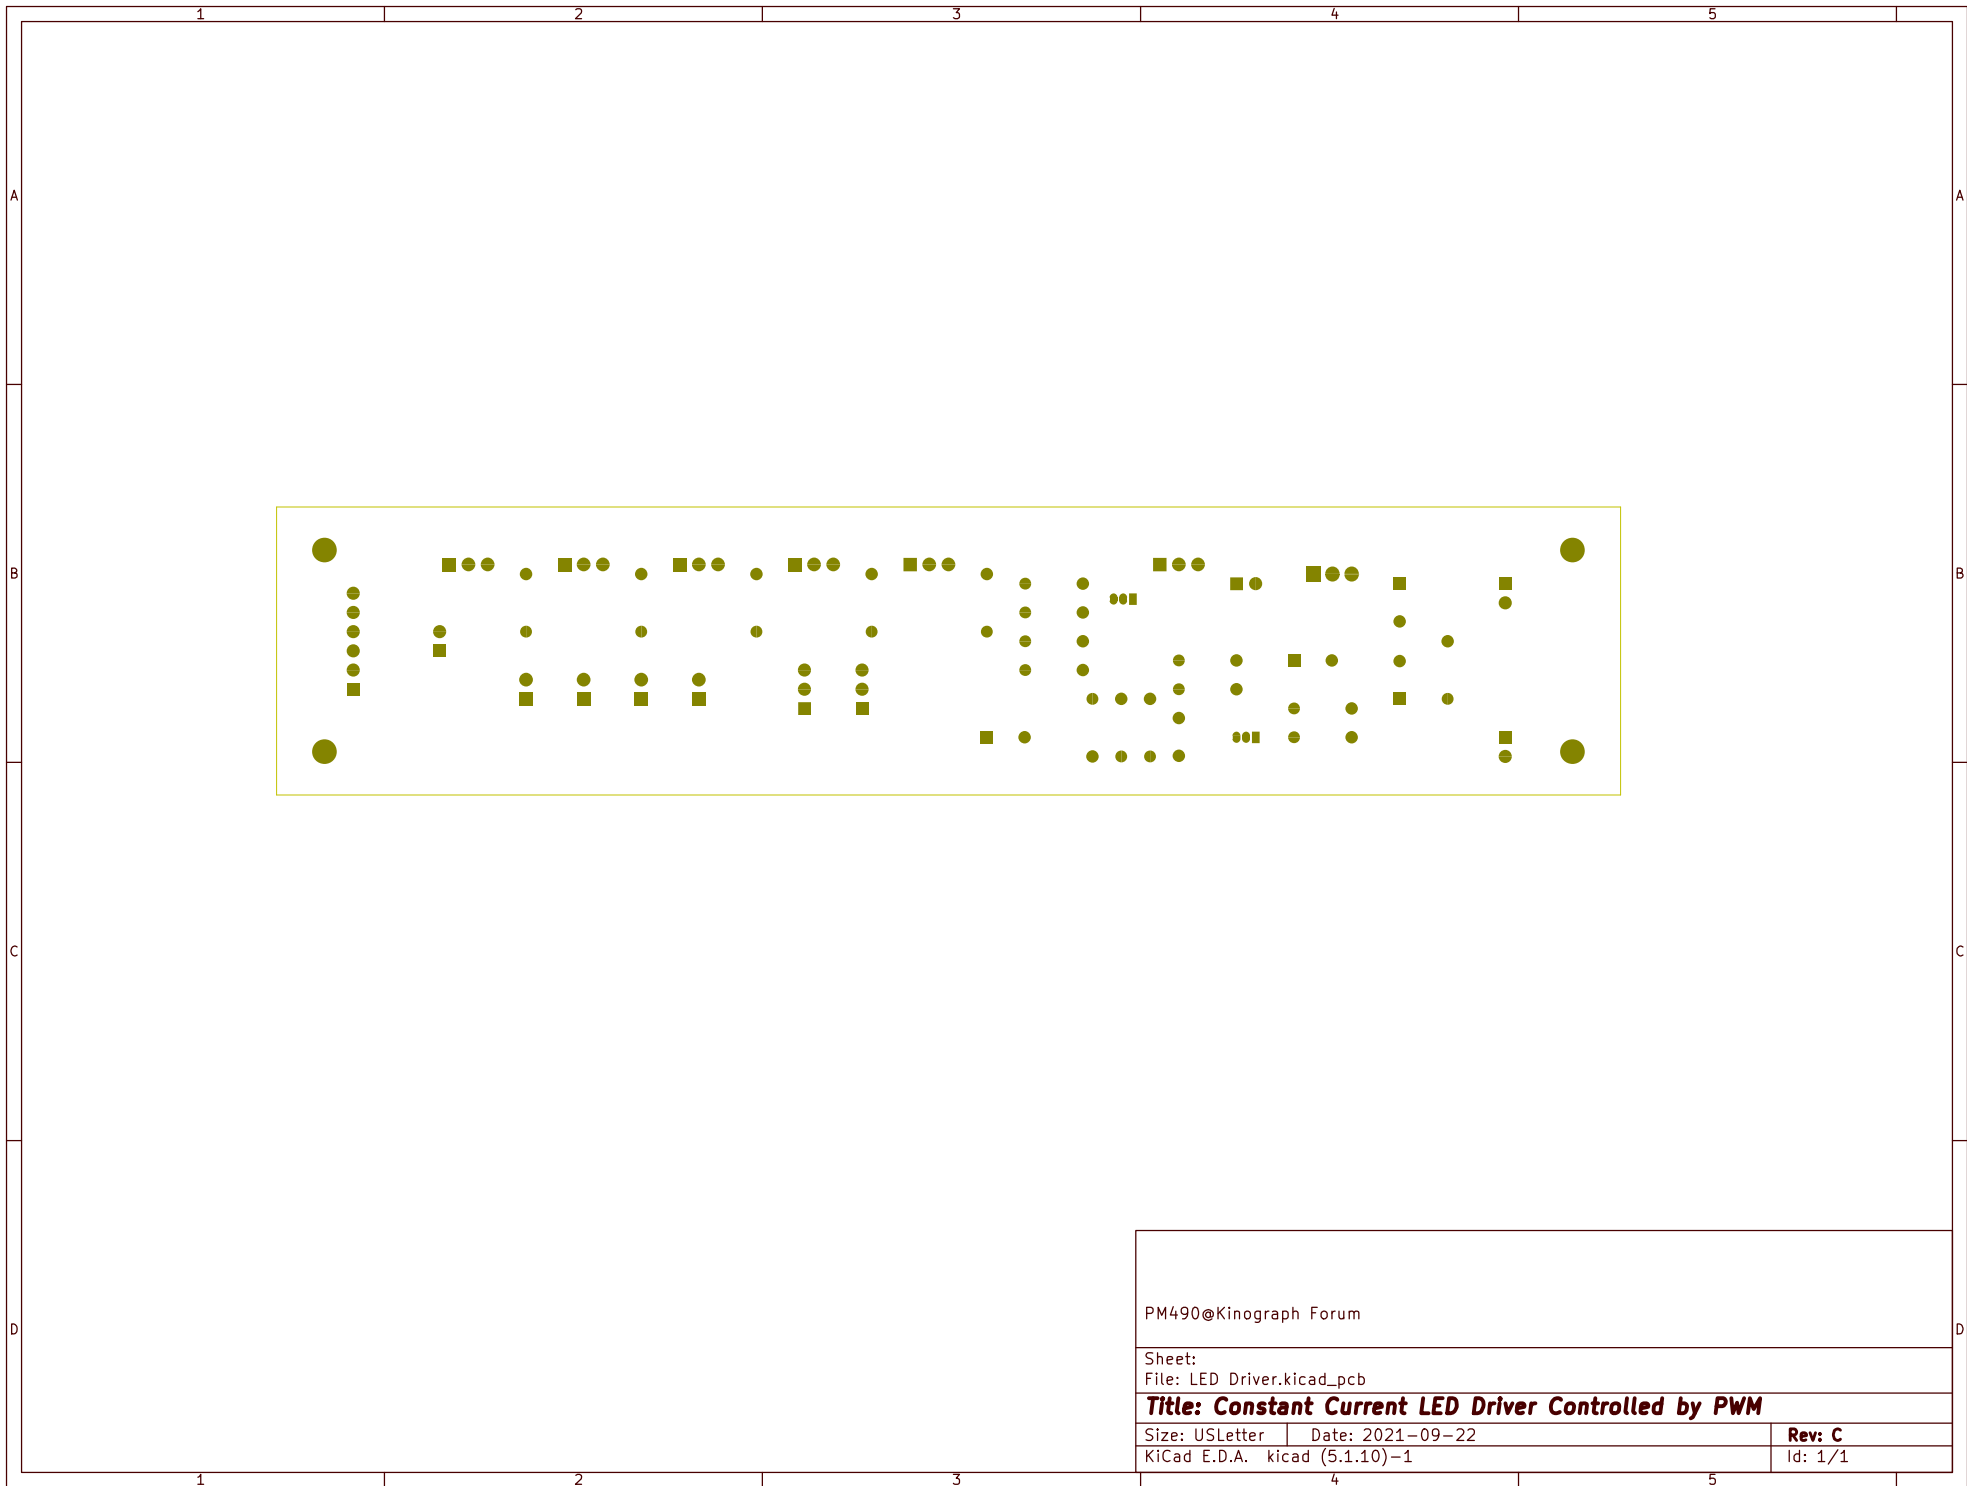 1 2 3 4 5
A A
B B
C C
D D
PM490@Kinograph Forum
Sheet:
File: LED Driver.kicad_pcb
Title: Constant Current LED Driver Controlled by PWM
Size: USLetter Date: 2021-09-22 Rev: C
KiCad E.D.A. kicad (5.1.10)-1 Id: 1/1
1 2 3 4 5